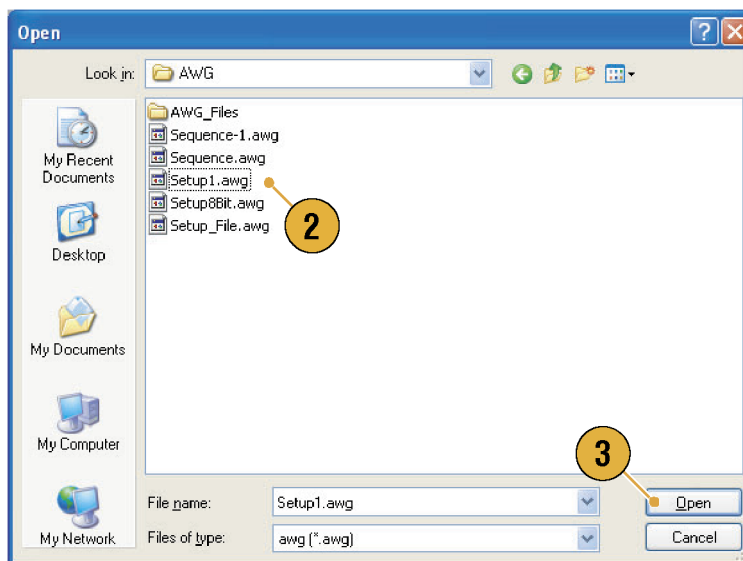 Open
Look in: AWG
My Recent
Documents
Desktop
My Documents
My Computer
My Network
AWG_Files
Sequence-1.awg
Sequence.awg
Setup1.awg
Setup8Bit.awg
Setup_File.awg
2
3
File name: Setup1.awg Open
Files of type: awg (*.awg) Cancel